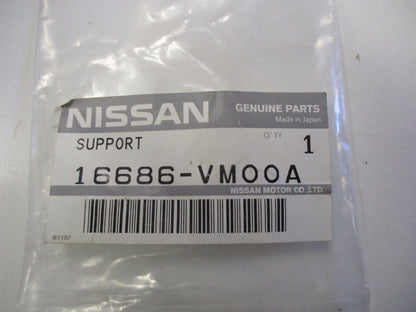 NISSAN GENUINE PARTS
Made in Japan
SUPPORT Q'TY 1
16686-VM00A
NISSAN MOTOR CO.,LTD.
B1107